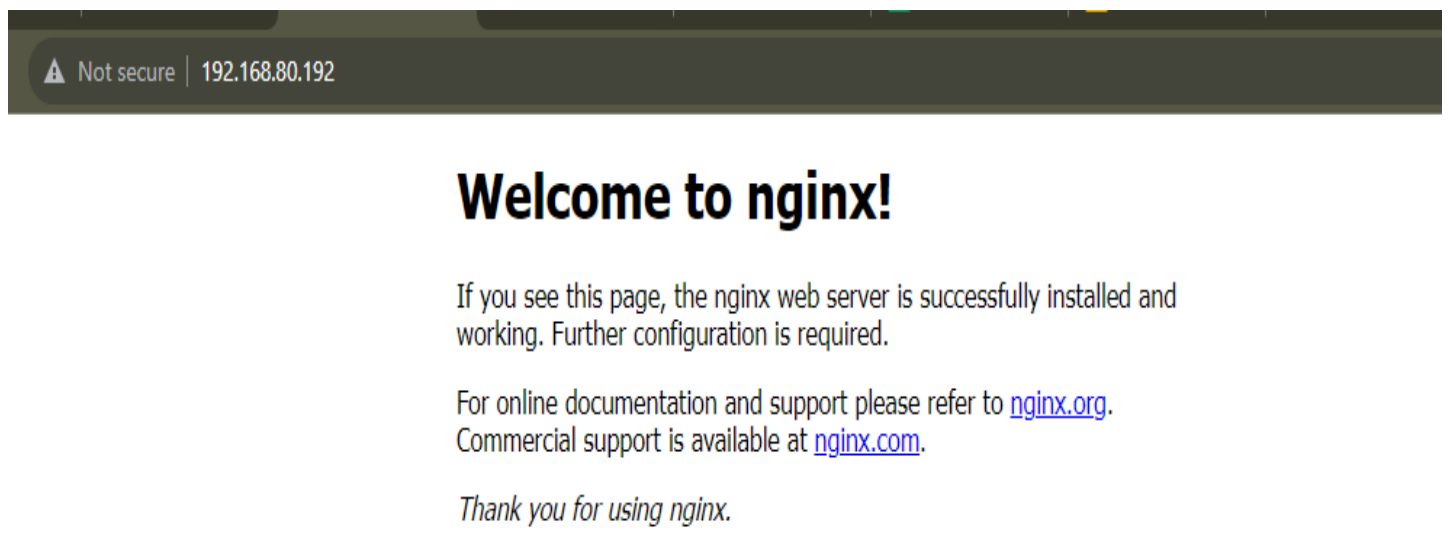 Not secure
192.168.80.192
Welcome to nginx!
If you see this page, the nginx web server is successfully installed and
working. Further configuration is required.
For online documentation and support please refer to nginx.org.
Commercial support is available at nginx.com.
Thank you for using nginx.